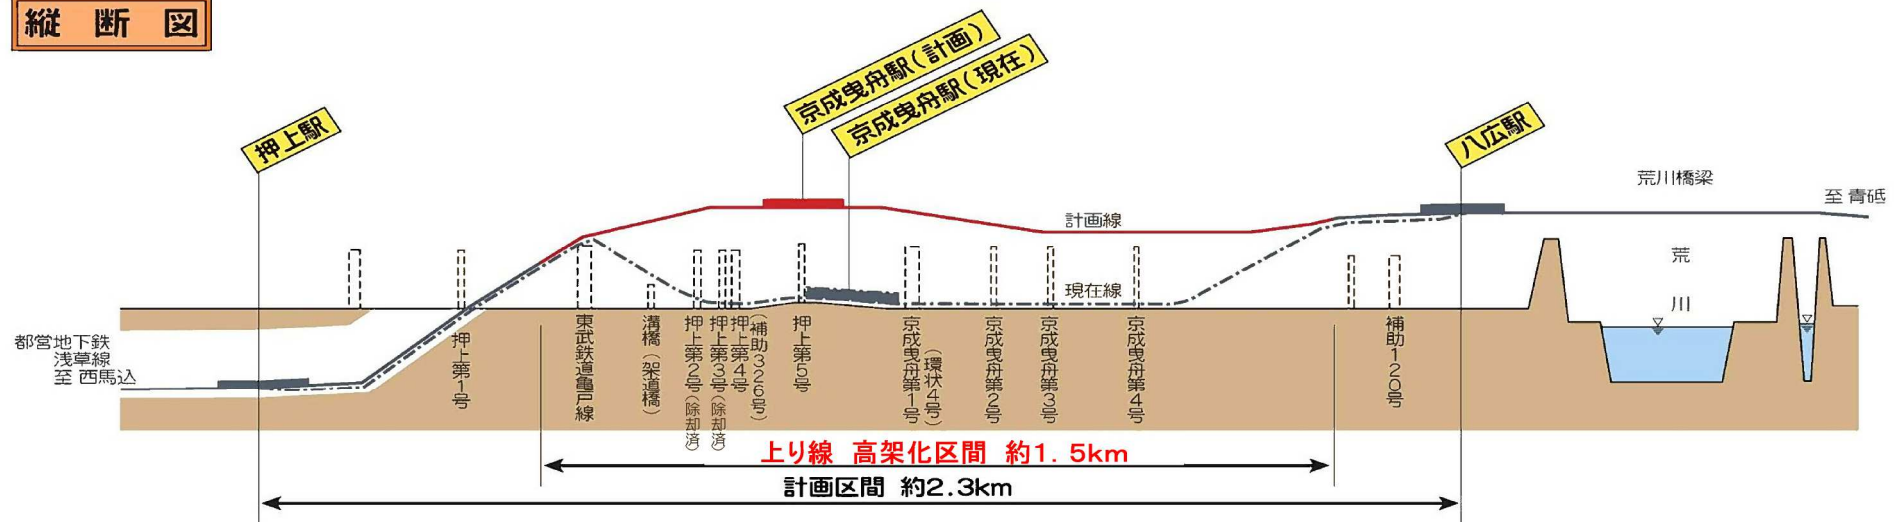 縦断図
京成曳舟駅(計画)
京成曳舟駅(現在)
押上駅
八広駅
荒川橋梁
至 青砥
計画線
荒
川
現在線
都営地下鉄
浅草線
至 西馬込
押上第1号
東武鉄道亀戸線
溝橋(架道橋)
押上第2号(除却済)
押上第3号(除却済)
押上第4号
(補助326号)
押上第5号
京成曳舟第1号
(環状4号)
京成曳舟第2号
京成曳舟第3号
京成曳舟第4号
補助120号
上り線 高架化区間 約1.5km
計画区間 約2.3km